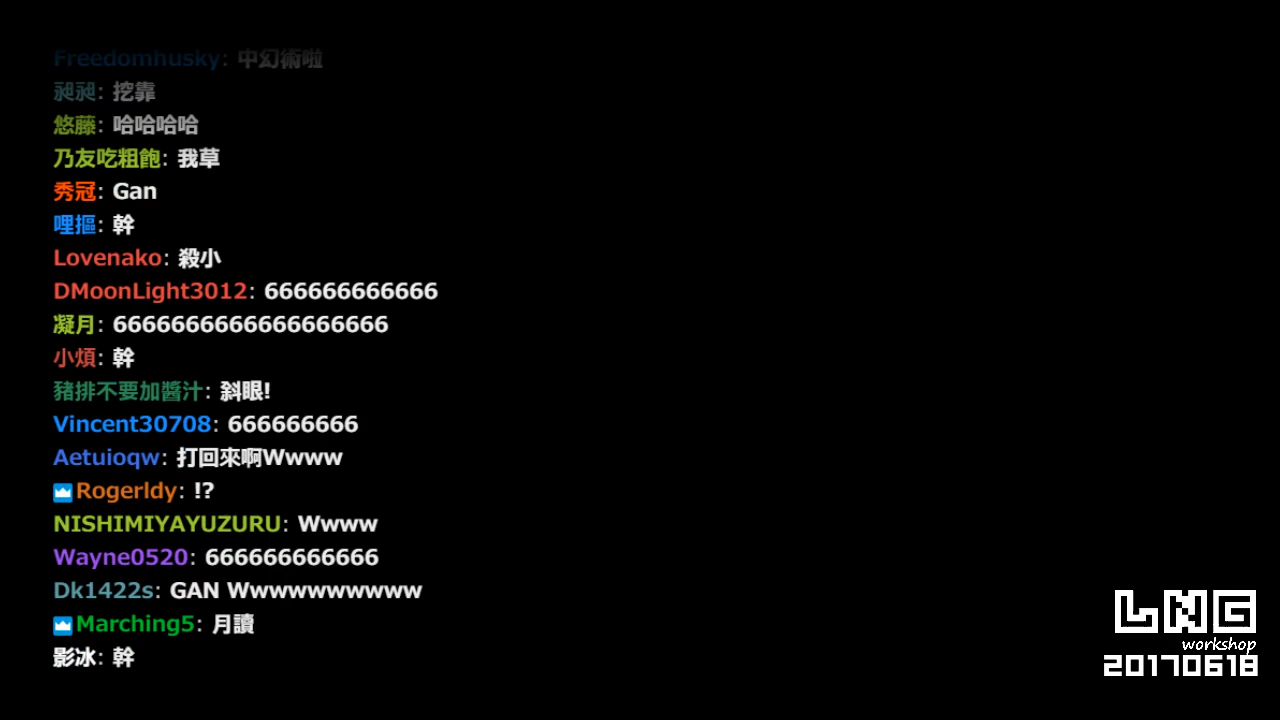 Freedomhusky: 中幻術啦
昶昶: 挖靠
悠藤: 哈哈哈哈
乃友吃粗飽: 我草
秀冠: Gan
哩摳: 幹
Lovenako: 殺小
DMoonLight3012: 666666666666
凝月: 6666666666666666666
小煩: 幹
豬排不要加醬汁: 斜眼!
Vincent30708: 666666666
Aetuioqw: 打回來啊Wwww
Rogerldy: !?
NISHIMIYAYUZURU: Wwww
Wayne0520: 666666666666
Dk1422s: GAN Wwwwwwwwww
Marching5: 月讀
影冰: 幹
LNG
workshop
20170618